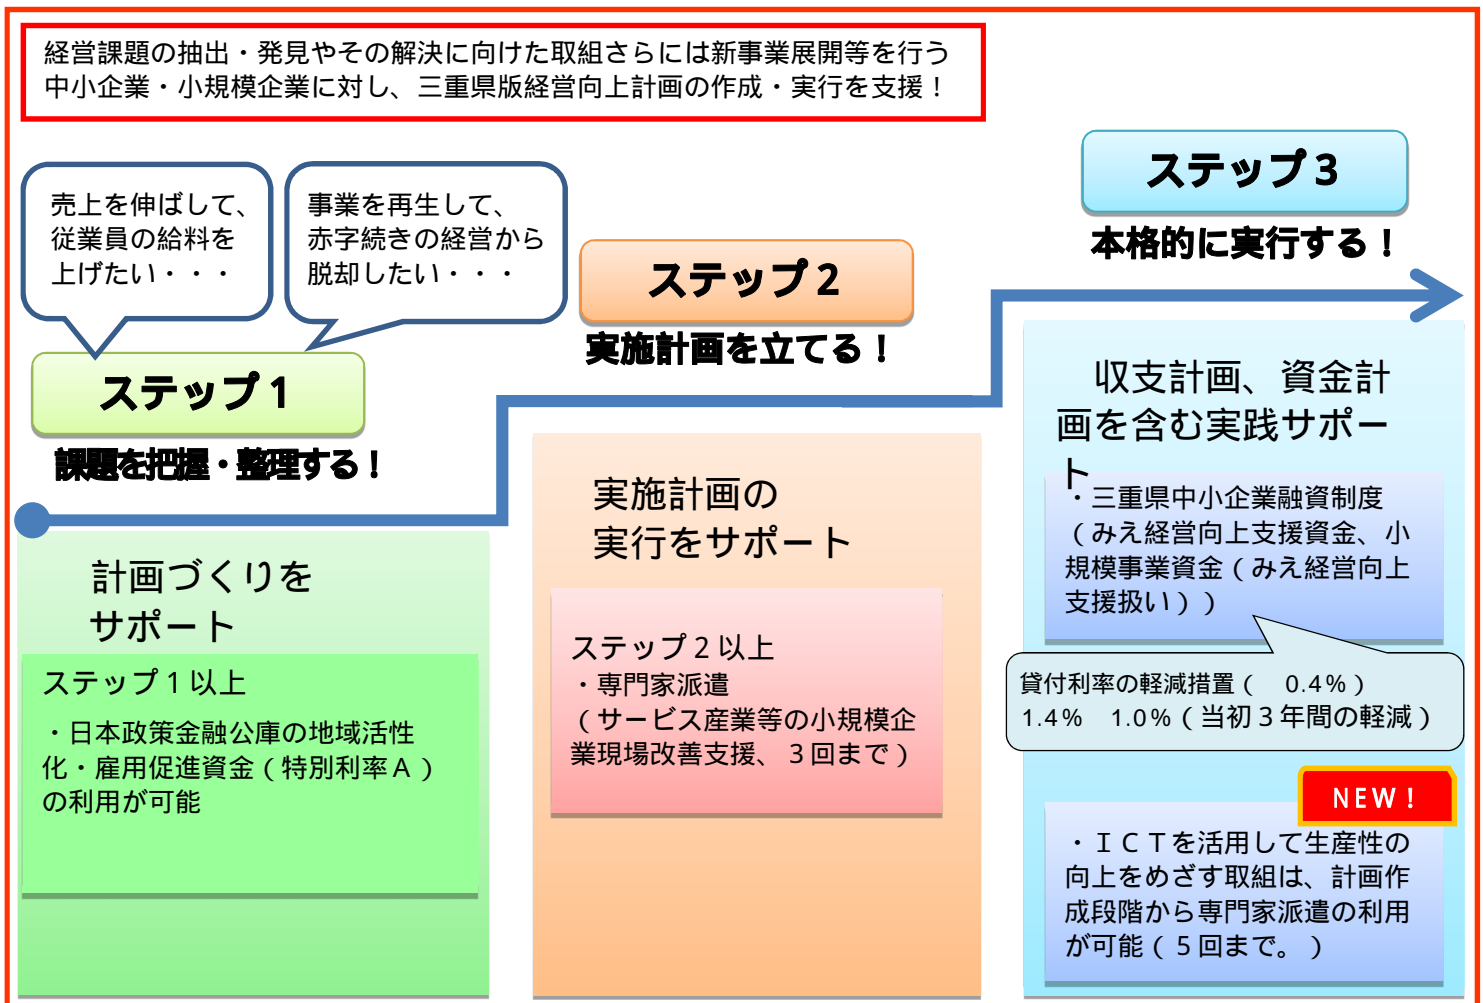 経営課題の抽出・発見やその解決に向けた取組さらには新事業展開等を行う
中小企業・小規模企業に対し、三重県版経営向上計画の作成・実行を支援！
売上を伸ばして、
従業員の給料を
上げたい・・・
事業を再生して、
赤字続きの経営から
脱却したい・・・
ステップ１
課題を把握・整理する！
計画づくりを
サポート
ステップ１以上
・日本政策金融公庫の地域活性
化・雇用促進資金（特別利率Ａ）
の利用が可能
ステップ２
実施計画を立てる！
実施計画の
実行をサポート
ステップ２以上
・専門家派遣
（サービス産業等の小規模企
業現場改善支援、３回まで）
ステップ３
本格的に実行する！
収支計画、資金計
画を含む実践サポー
ト
・三重県中小企業融資制度
（みえ経営向上支援資金、小
規模事業資金（みえ経営向上
支援扱い））
貸付利率の軽減措置（　0.4％）
1.4％　1.0％（当初３年間の軽減）
ＮＥＷ！
・ＩＣＴを活用して生産性の
向上をめざす取組は、計画作
成段階から専門家派遣の利用
が可能（５回まで。）